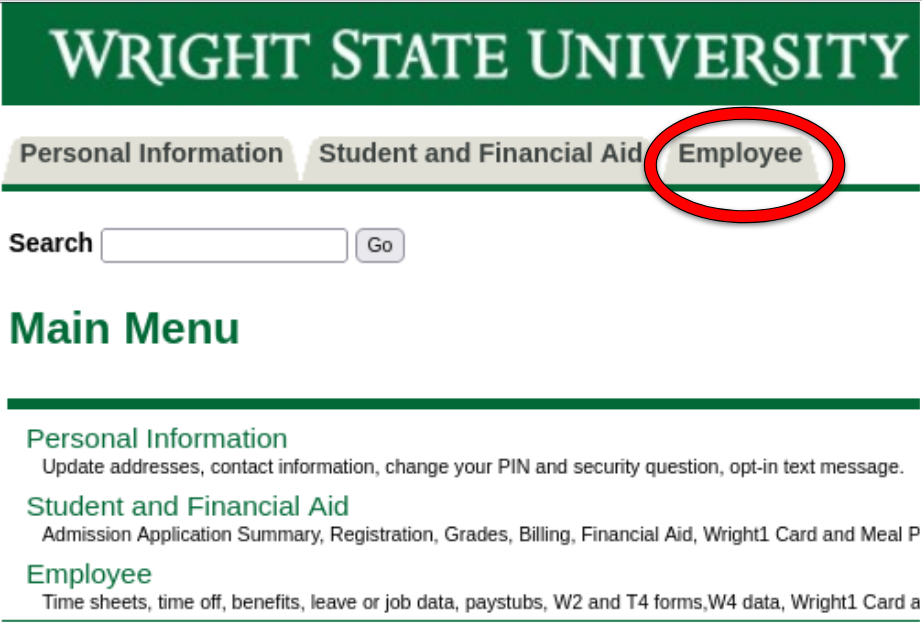 WRIGHT STATE UNIVERSITY
Personal Information Student and Financial Aid Employee
Search Go
Main Menu
Personal Information
Update addresses, contact information, change your PIN and security question, opt-in text message.
Student and Financial Aid
Admission Application Summary, Registration, Grades, Billing, Financial Aid, Wright1 Card and Meal P
Employee
Time sheets, time off, benefits, leave or job data, paystubs, W2 and T4 forms,W4 data, Wright1 Card a